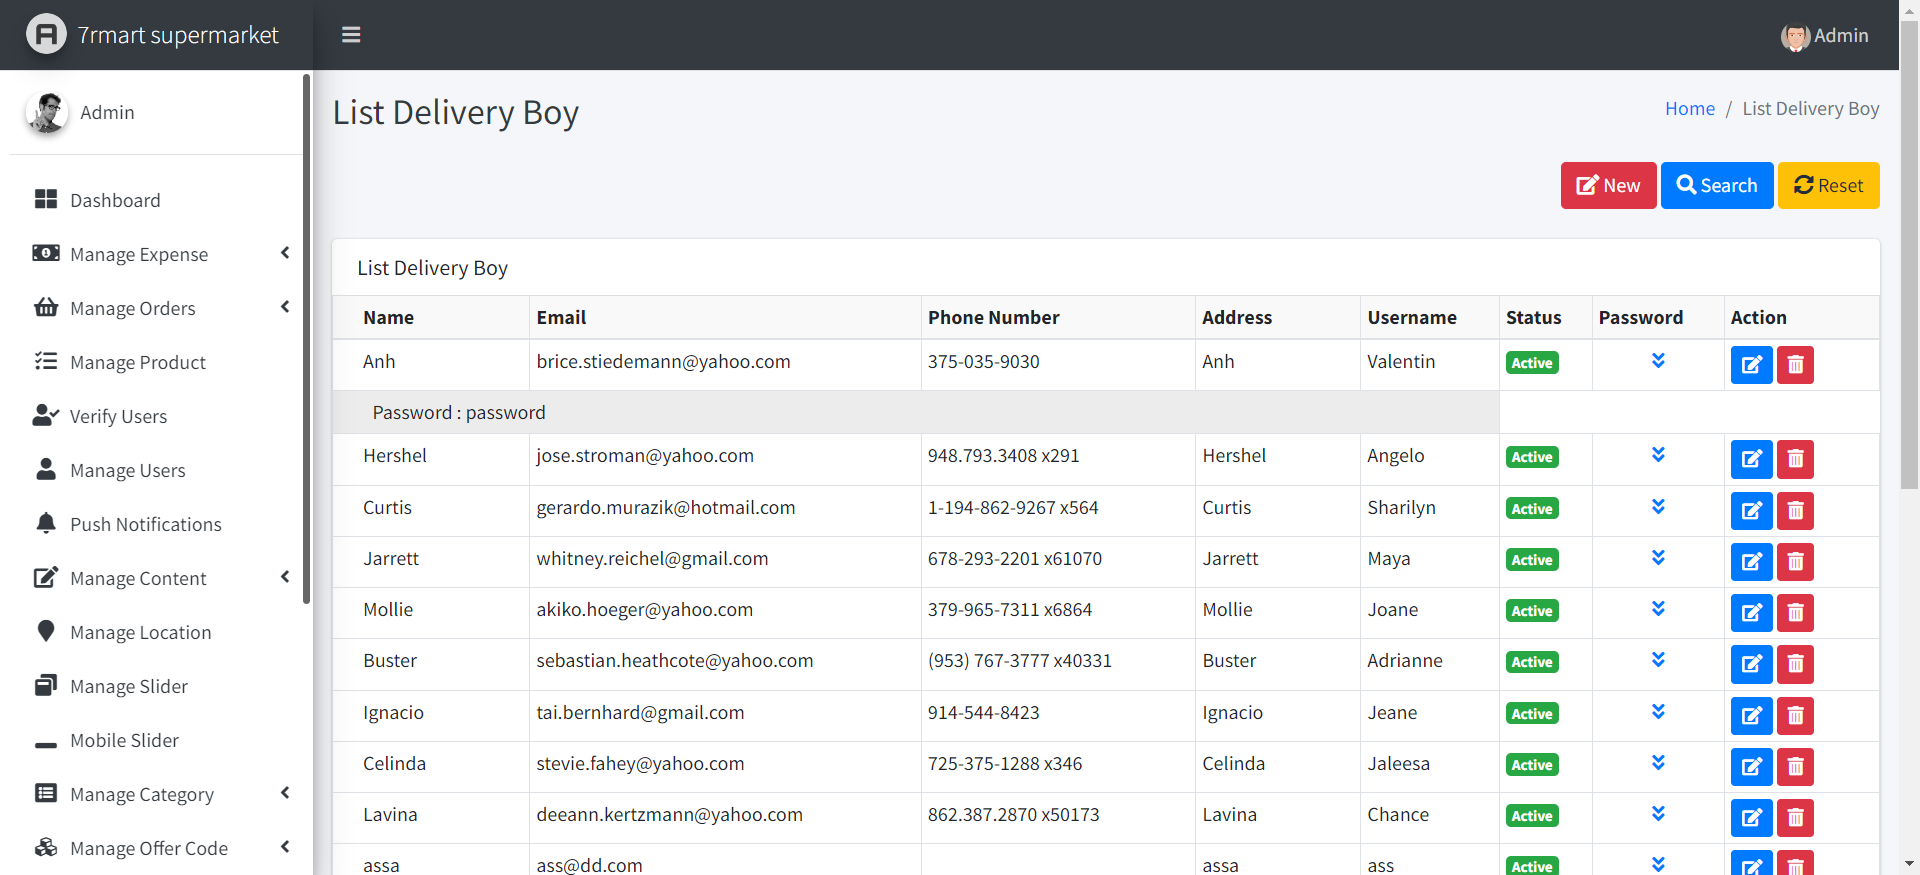 7rmart supermarket
Admin
Admin
List Delivery Boy
Home / List Delivery Boy
Dashboard
Manage Expense
Manage Orders
Manage Product
Verify Users
Manage Users
Push Notifications
Manage Content
Manage Location
Manage Slider
Mobile Slider
Manage Category
Manage Offer Code
New Search Reset
List Delivery Boy
Name Email Phone Number Address Username Status Password Action
Anh brice.stiedemann@yahoo.com 375-035-9030 Anh Valentin Active
Password : password
Hershel jose.stroman@yahoo.com 948.793.3408 x291 Hershel Angelo Active
Curtis gerardo.murazik@hotmail.com 1-194-862-9267 x564 Curtis Sharilyn Active
Jarrett whitney.reichel@gmail.com 678-293-2201 x61070 Jarrett Maya Active
Mollie akiko.hoeger@yahoo.com 379-965-7311 x6864 Mollie Joane Active
Buster sebastian.heathcote@yahoo.com (953) 767-3777 x40331 Buster Adrianne Active
Ignacio tai.bernhard@gmail.com 914-544-8423 Ignacio Jeane Active
Celinda stevie.fahey@yahoo.com 725-375-1288 x346 Celinda Jaleesa Active
Lavina deeann.kertzmann@yahoo.com 862.387.2870 x50173 Lavina Chance Active
assa ass@dd.com assa ass Active